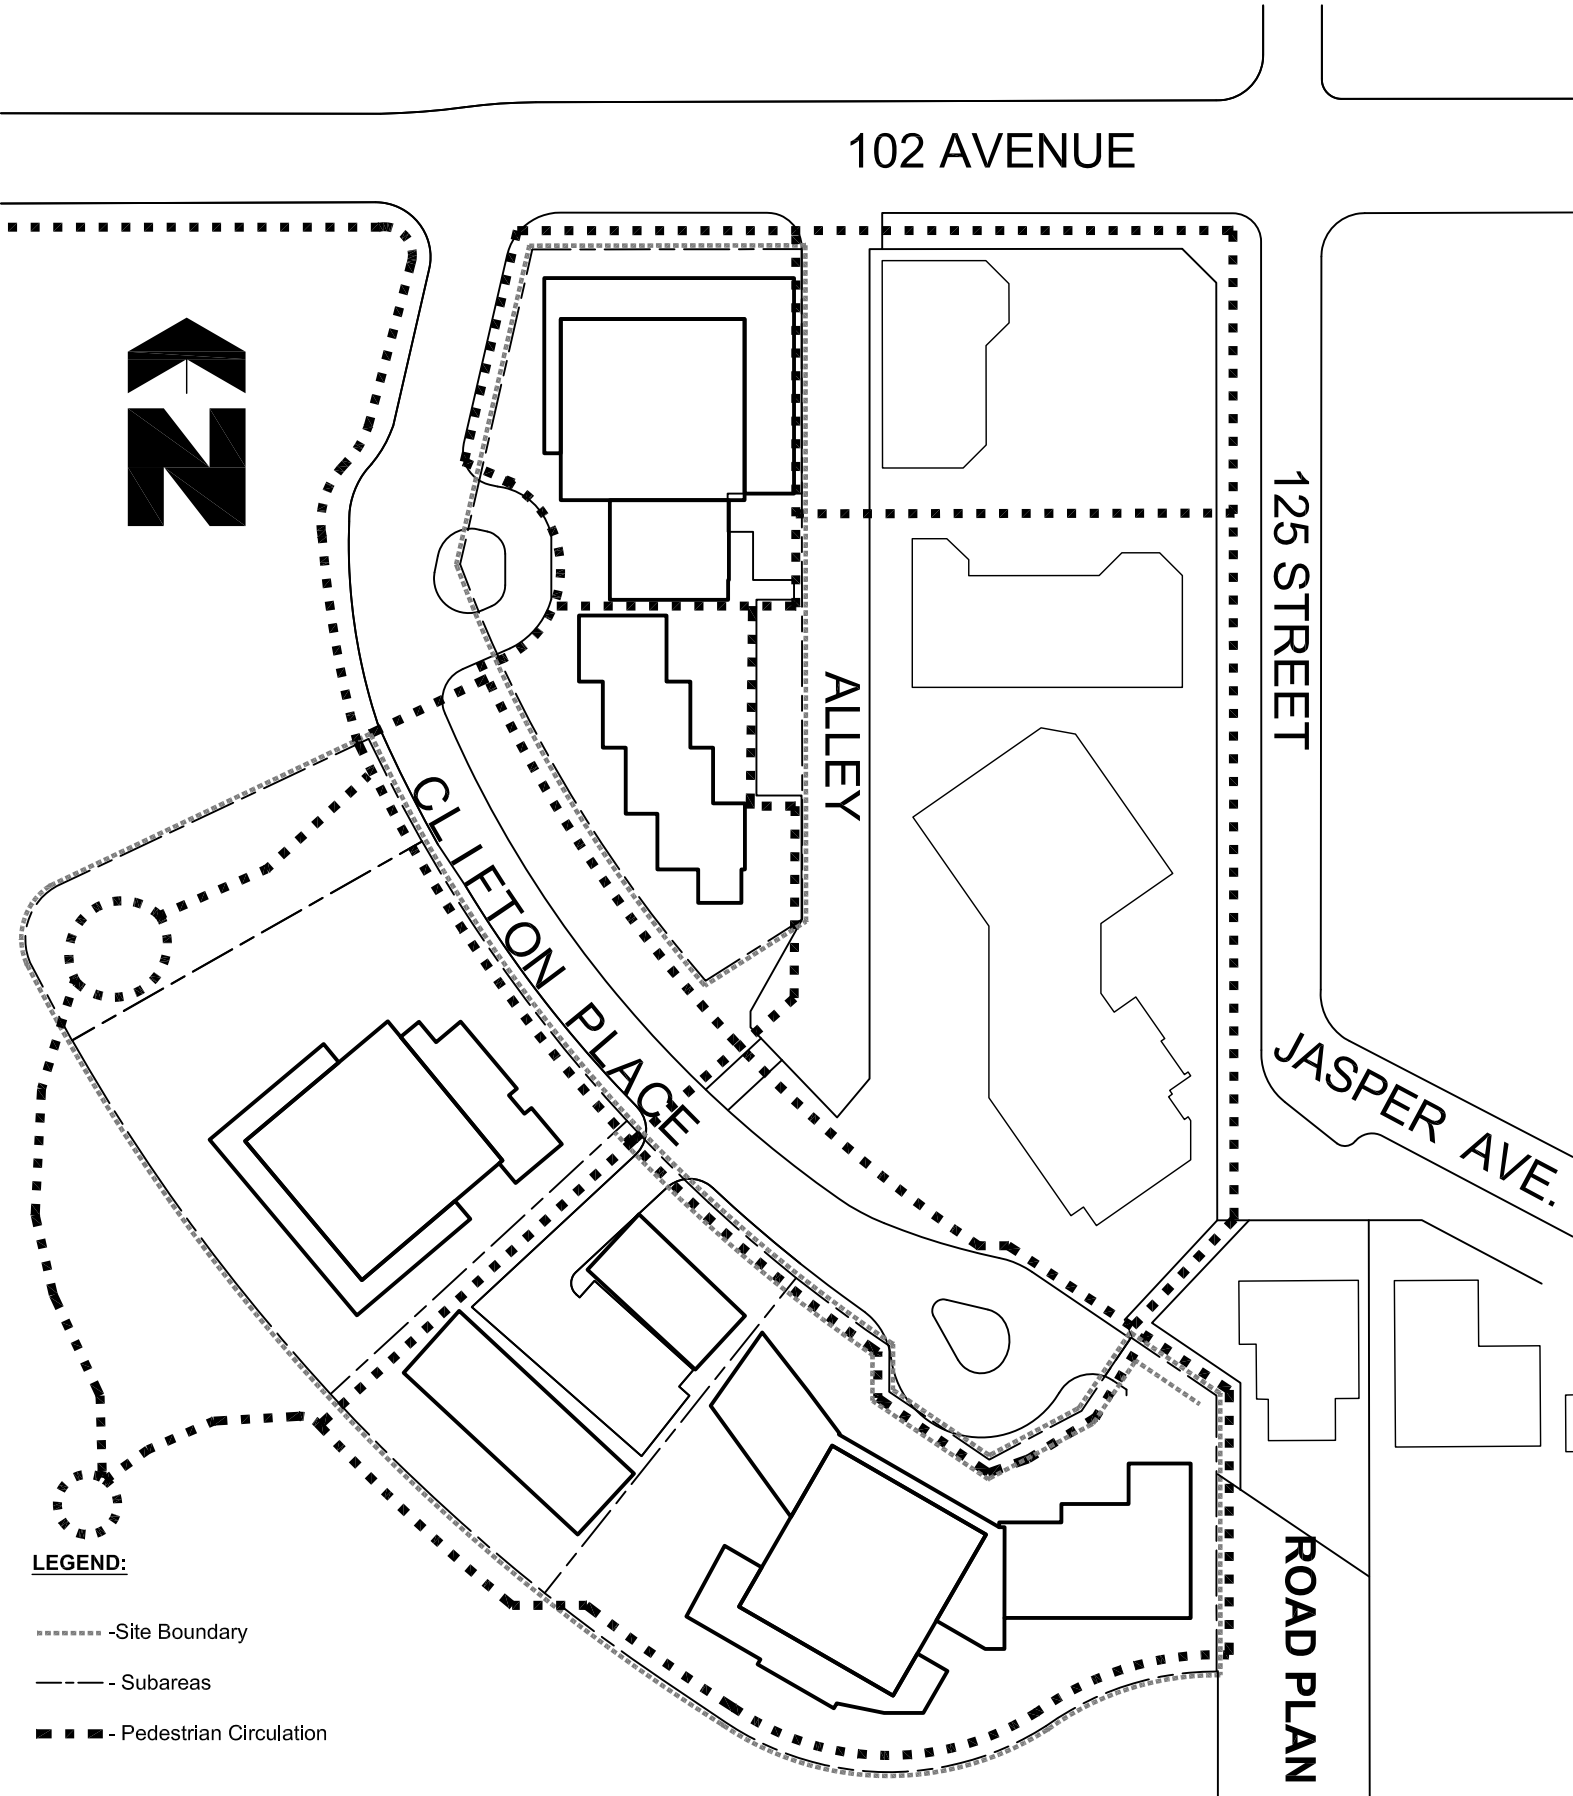 102 AVENUE
N
125 STREET
ALLEY
CLIFTON PLACE
JASPER AVE.
ROAD PLAN
LEGEND:
-Site Boundary
- Subareas
- Pedestrian Circulation